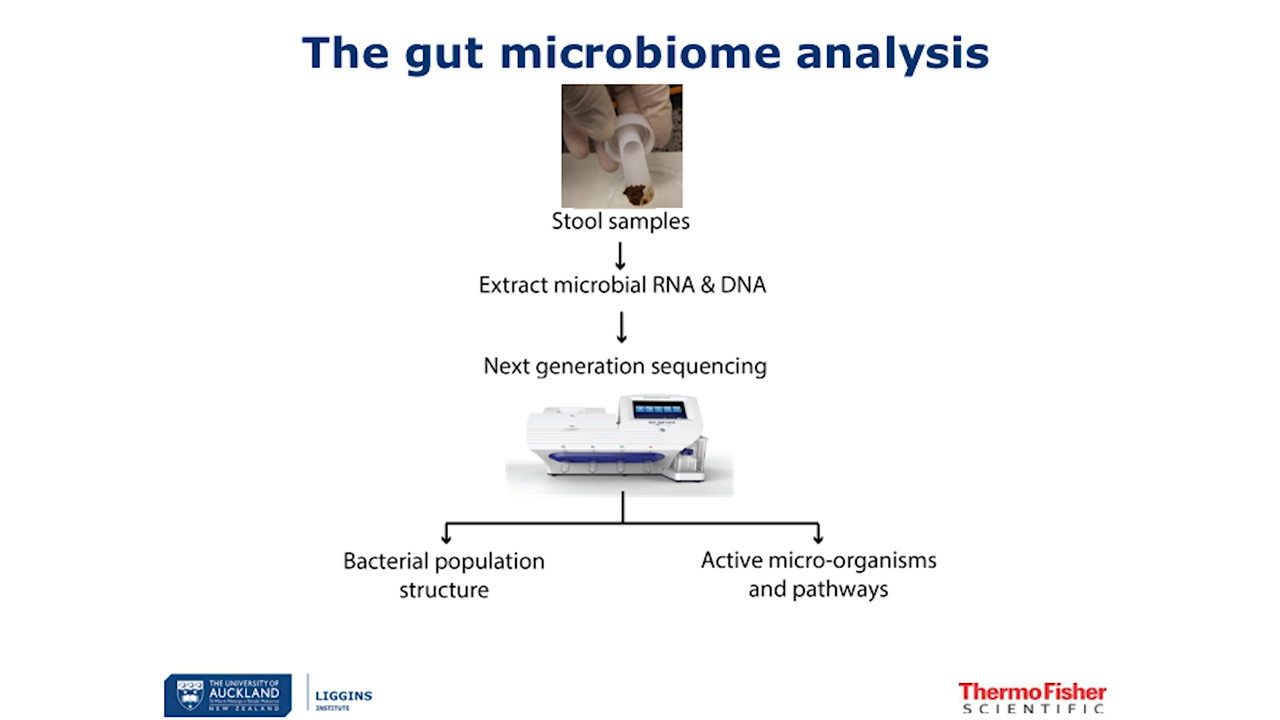 The gut microbiome analysis
Stool samples
Extract microbial RNA & DNA
Next generation sequencing
Bacterial population
structure
Active micro-organisms
and pathways
THE UNIVERSITY OF
AUCKLAND
NEW ZEALAND
LIGGINS
INSTITUTE
ThermoFisher
SCIENTIFIC